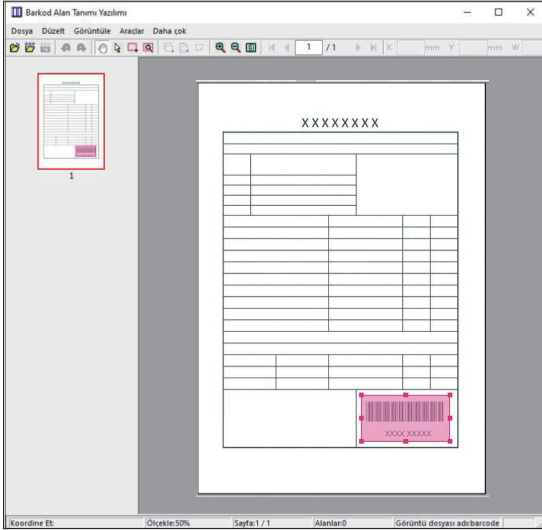 Barkod Alan Tanımı Yazılımı
Dosya Düzelt Görüntüle Araçlar Daha çok
1 /1 X mm Y mm W
1
XXXXXXXX
XXXX XXXXX
Koordine Et: Ölçekle:50% Sayfa:1 / 1 Alanlar:0 Görüntü dosyası adı:barcode